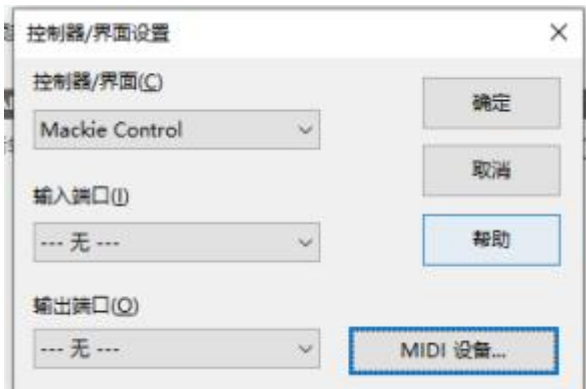 控制器/界面设置
控制器/界面(C)
Mackie Control
确定
取消
输入端口(I)
--- 无 ---
帮助
输出端口(O)
--- 无 ---
MIDI 设备...